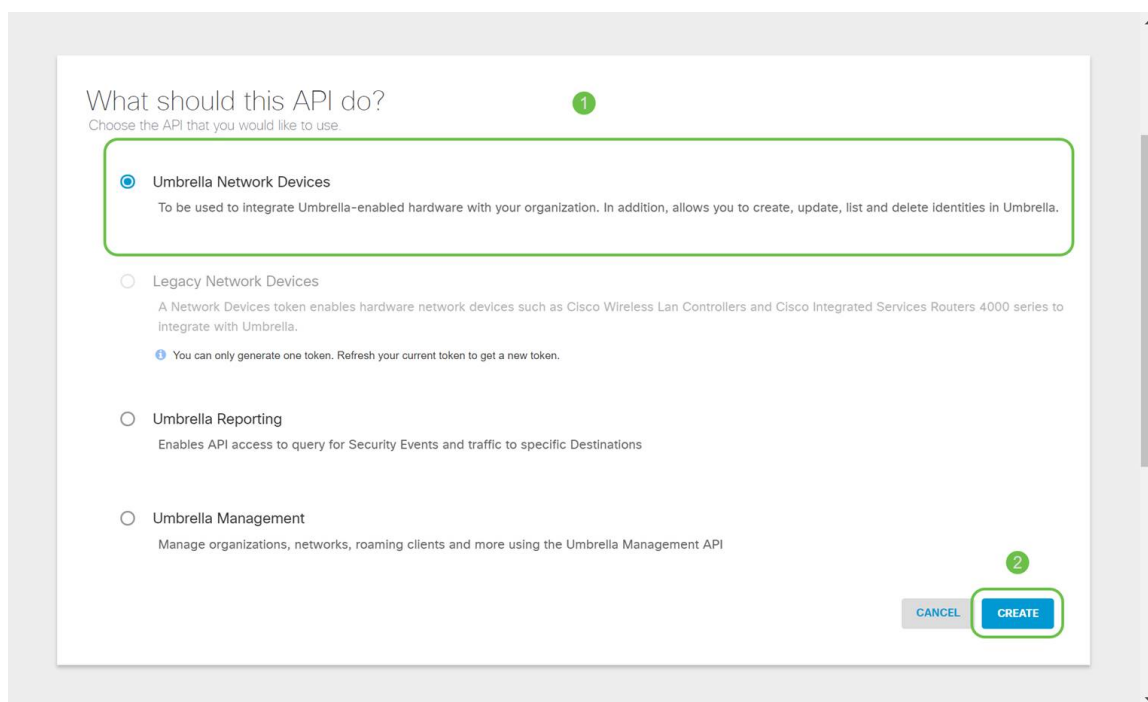 What should this API do?
1
Choose the API that you would like to use.
Umbrella Network Devices
To be used to integrate Umbrella-enabled hardware with your organization. In addition, allows you to create, update, list and delete identities in Umbrella.
Legacy Network Devices
A Network Devices token enables hardware network devices such as Cisco Wireless Lan Controllers and Cisco Integrated Services Routers 4000 series to
integrate with Umbrella.
You can only generate one token. Refresh your current token to get a new token.
Umbrella Reporting
Enables API access to query for Security Events and traffic to specific Destinations
Umbrella Management
Manage organizations, networks, roaming clients and more using the Umbrella Management API
2
CANCEL CREATE